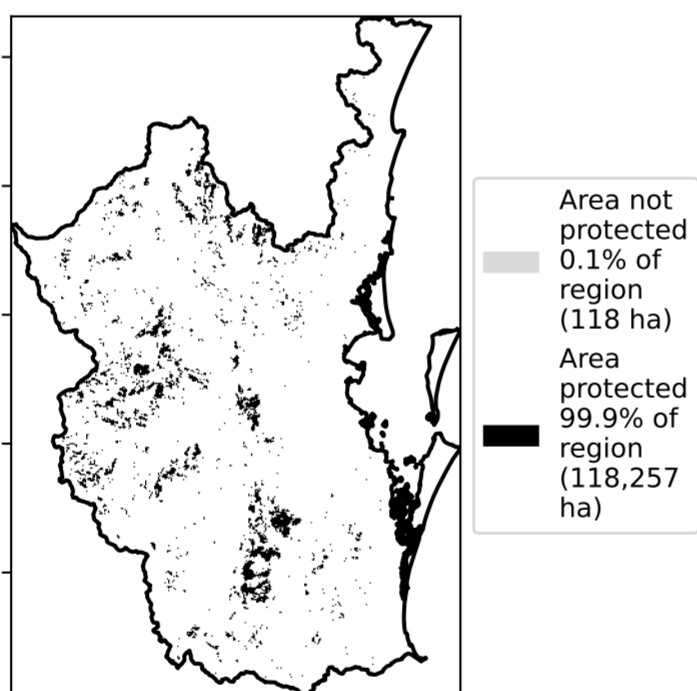 Area not
protected
0.1% of
region
(118 ha)
Area
protected
99.9% of
region
(118,257
ha)